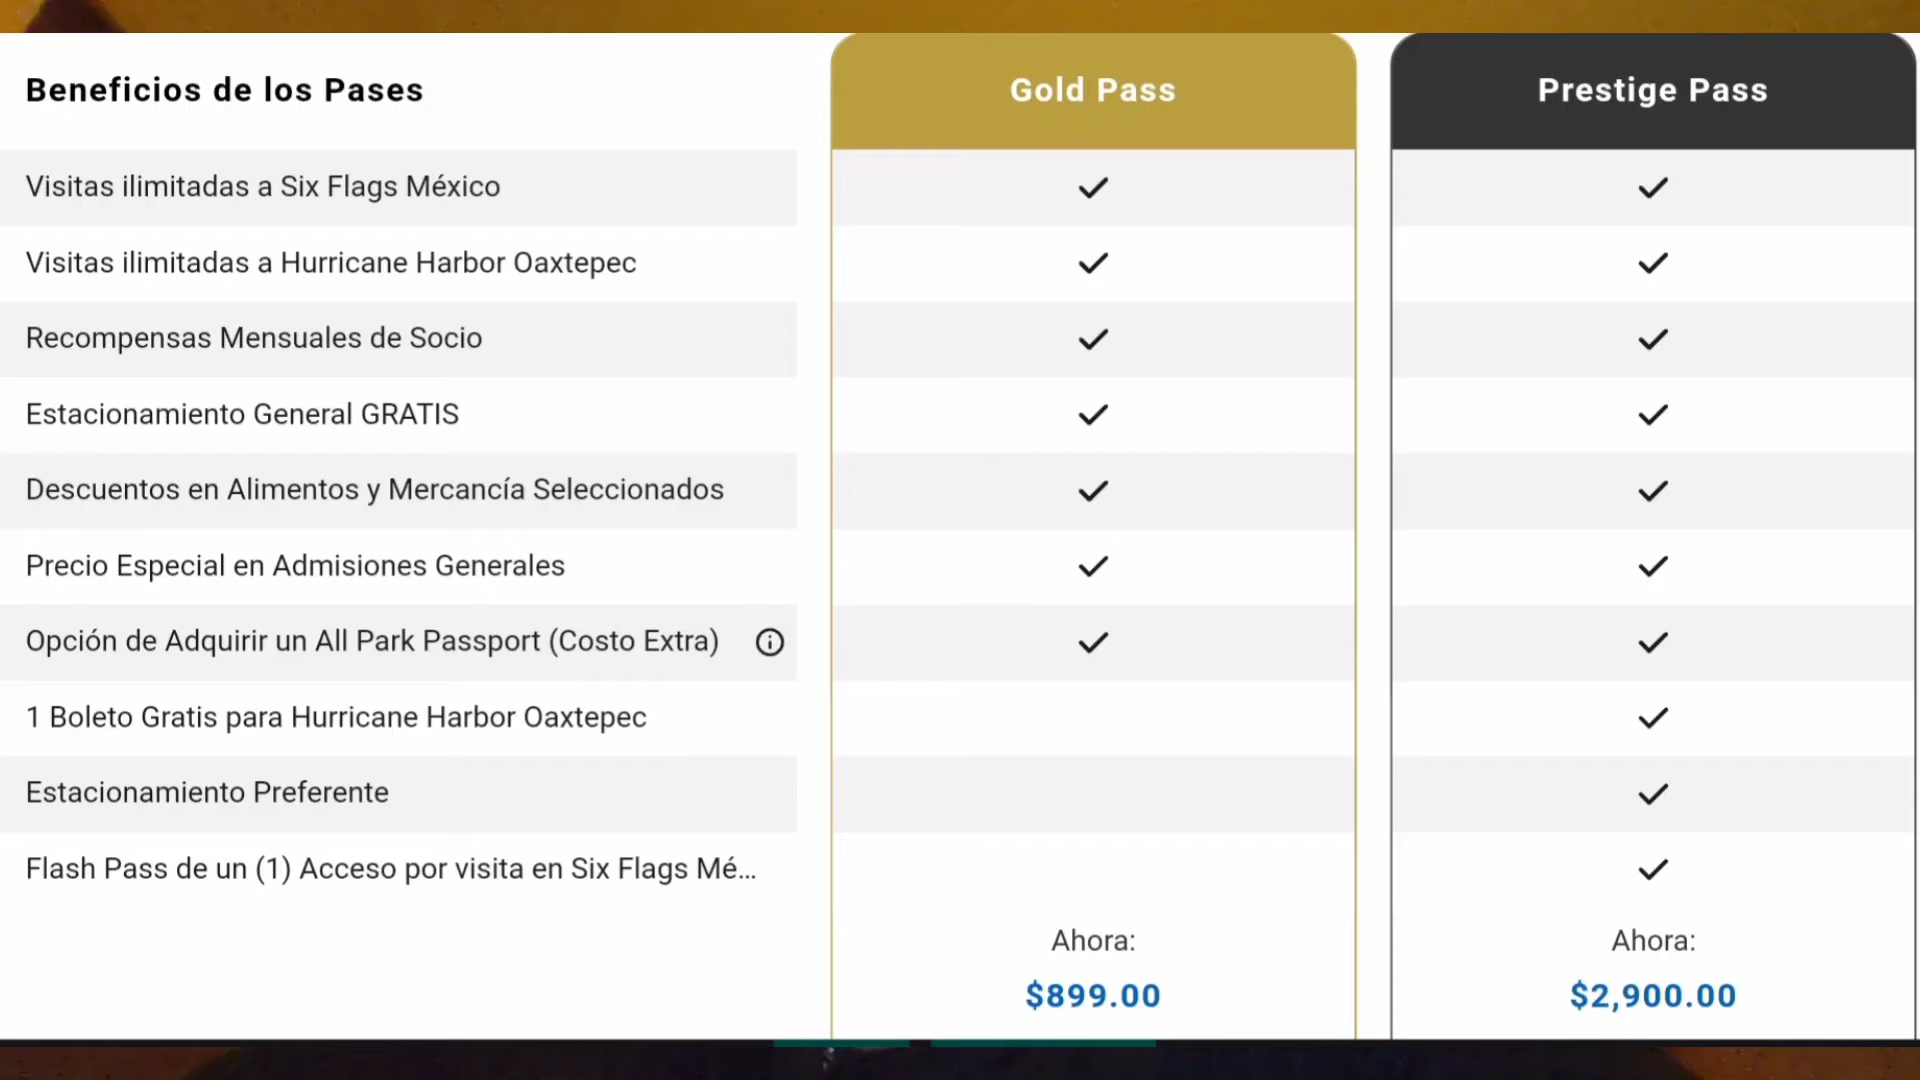 Beneficios de los Pases
Gold Pass
Prestige Pass
Visitas ilimitadas a Six Flags México
Visitas ilimitadas a Hurricane Harbor Oaxtepec
Recompensas Mensuales de Socio
Estacionamiento General GRATIS
Descuentos en Alimentos y Mercancía Seleccionados
Precio Especial en Admisiones Generales
Opción de Adquirir un All Park Passport (Costo Extra)
1 Boleto Gratis para Hurricane Harbor Oaxtepec
Estacionamiento Preferente
Flash Pass de un (1) Acceso por visita en Six Flags Mé...
Ahora:
$899.00
Ahora:
$2,900.00